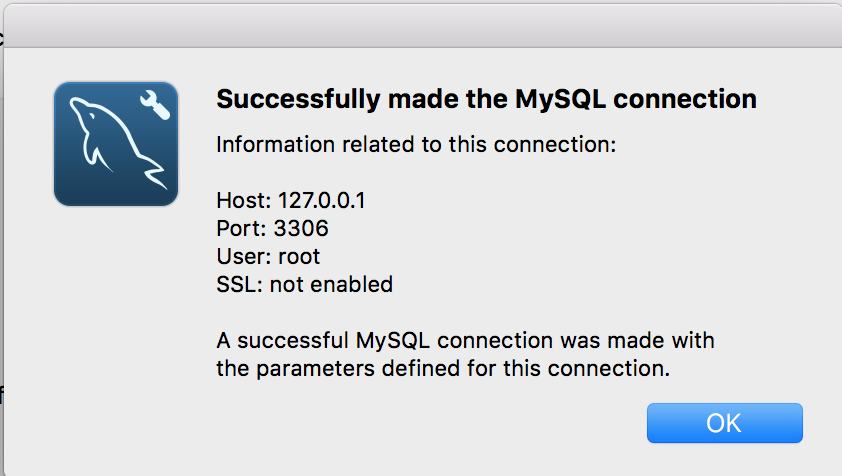 Successfully made the MySQL connection
Information related to this connection:
Host: 127.0.0.1
Port: 3306
User: root
SSL: not enabled
A successful MySQL connection was made with
the parameters defined for this connection.
OK